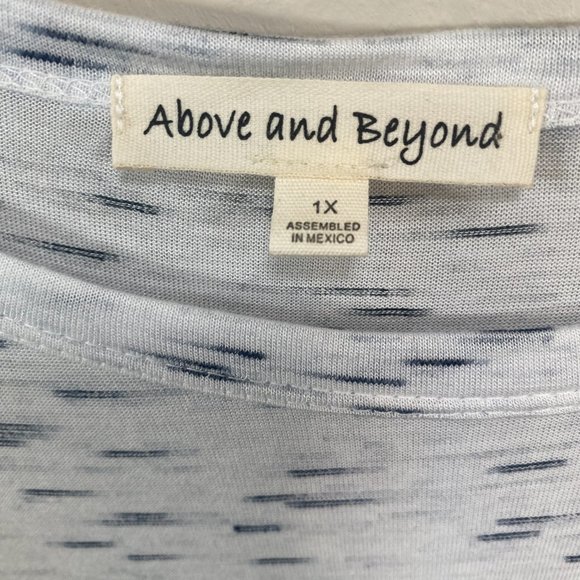 Above and Beyond
1X
ASSEMBLED
IN MEXICO